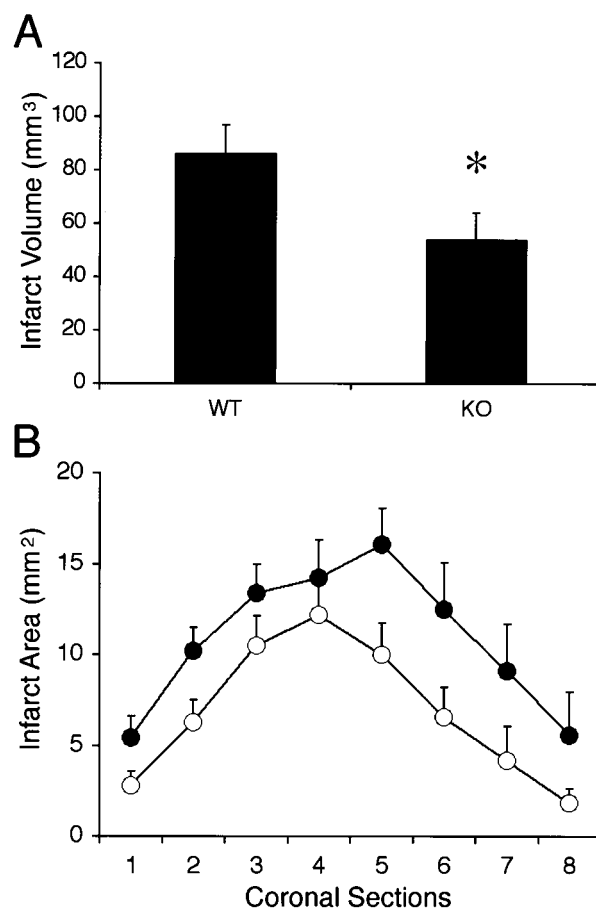 A
Infarct Volume (mm³)
120
100
80
60
40
20
0
*
WT
KO
B
Infarct Area (mm²)
20
15
10
5
0
1 2 3 4 5 6 7 8
Coronal Sections